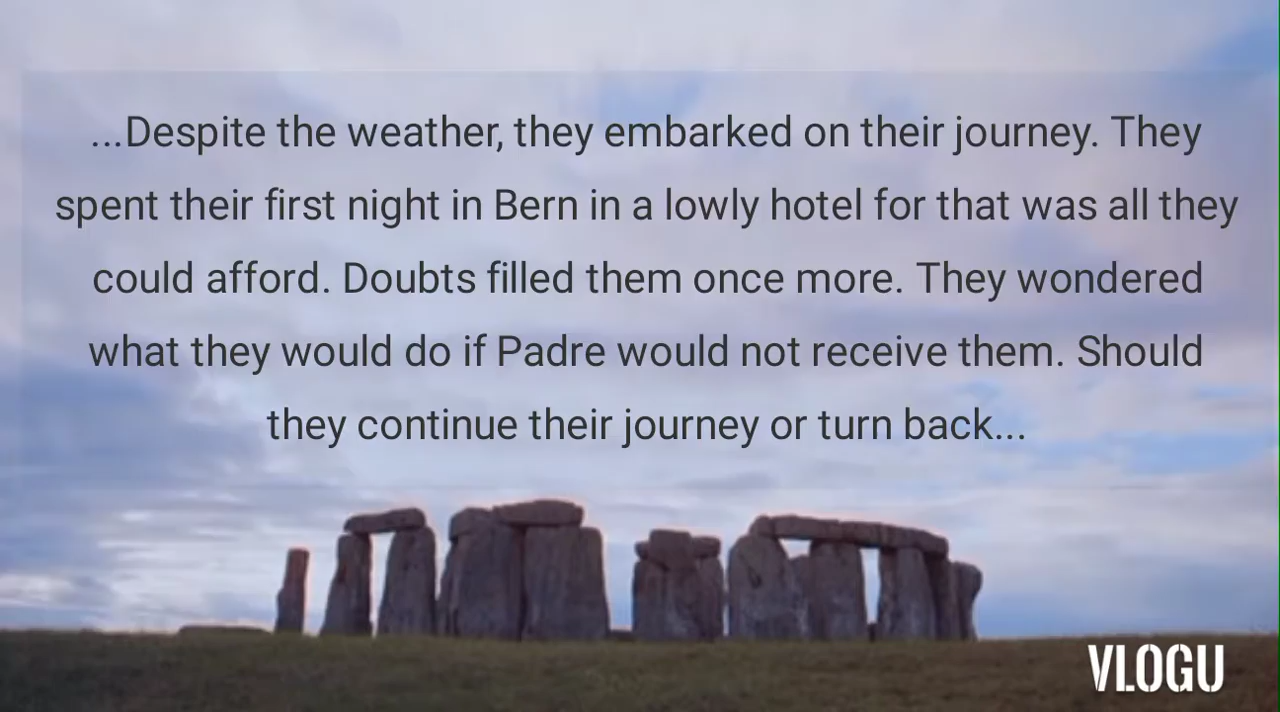 ...Despite the weather, they embarked on their journey. They
spent their first night in Bern in a lowly hotel for that was all they
could afford. Doubts filled them once more. They wondered
what they would do if Padre would not receive them. Should
they continue their journey or turn back...
VLOGU